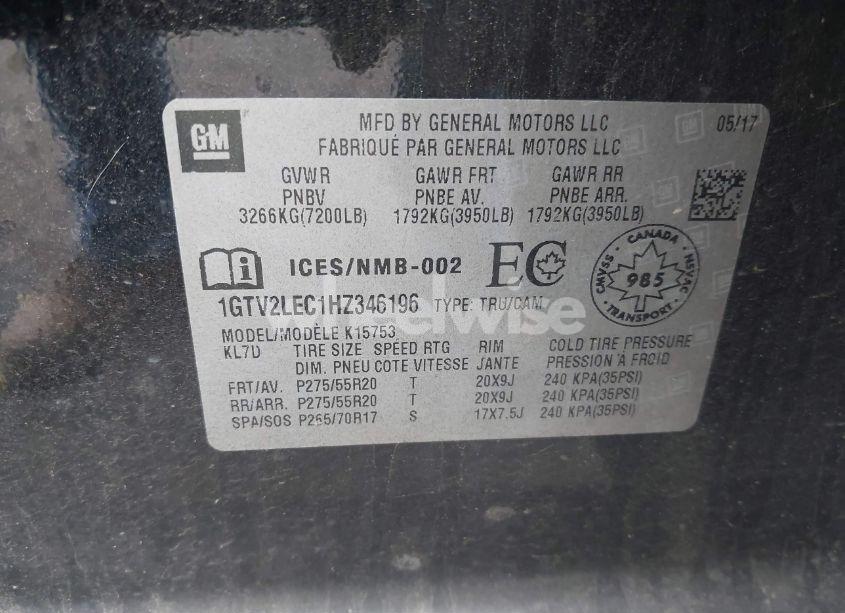 GM
MFD BY GENERAL MOTORS LLC 05/17
FABRIQUÉ PAR GENERAL MOTORS LLC
GVWR GAWR FRT GAWR RR
PNBV PNBE AV. PNBE ARR.
3266KG(7200LB) 1792KG(3950LB) 1792KG(3950LB)
i ICES/NMB-002 EC
CANADA
985
TRANSPORT
CMVSS
NSVAC
1GTV2LEC1HZ346196 TYPE: TRU/CAM
MODEL/MODÈLE K15753
KL7D TIRE SIZE SPEED RTG RIM COLD TIRE PRESSURE
DIM. PNEU COTE VITESSE JANTE PRESSION À FROID
FRT/AV. P275/55R20 T 20X9J 240 KPA(35PSI)
RR/ARR. P275/55R20 T 20X9J 240 KPA(35PSI)
SPA/SOS P265/70R17 S 17X7.5J 240 KPA(35PSI)